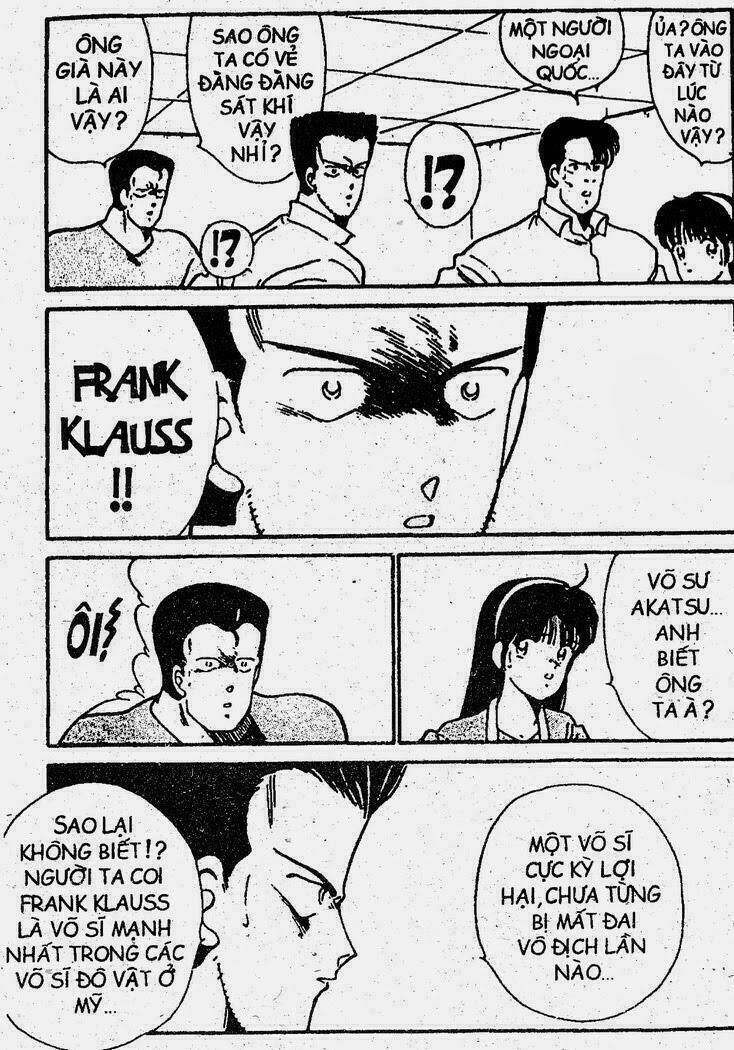 ÔNG
GIÀ NÀY
LÀ AI
VẬY?
SAO ÔNG
TA CÓ VẺ
ĐÀNG ĐÀNG
SÁT KHÍ
VẬY
NHỈ?
MỘT NGƯỜI
NGOẠI
QUỐC...
ỦA? ÔNG
TA VÀO
ĐÂY TỪ
LÚC
NÀO
VẬY?
!?
!?
FRANK
KLAUSS
!!
ÔI!
VÕ SƯ
AKATSU...
ANH
BIẾT
ÔNG
TA À?
SAO LẠI
KHÔNG BIẾT!?
NGƯỜI TA COI
FRANK KLAUSS
LÀ VÕ SĨ MẠNH
NHẤT TRONG CÁC
VÕ SĨ ĐÔ VẬT Ở
MỸ...
MỘT VÕ SĨ
CỰC KỲ LỢI
HẠI, CHƯA TỪNG
BỊ MẤT ĐAI
VÔ ĐỊCH LẦN
NÀO...